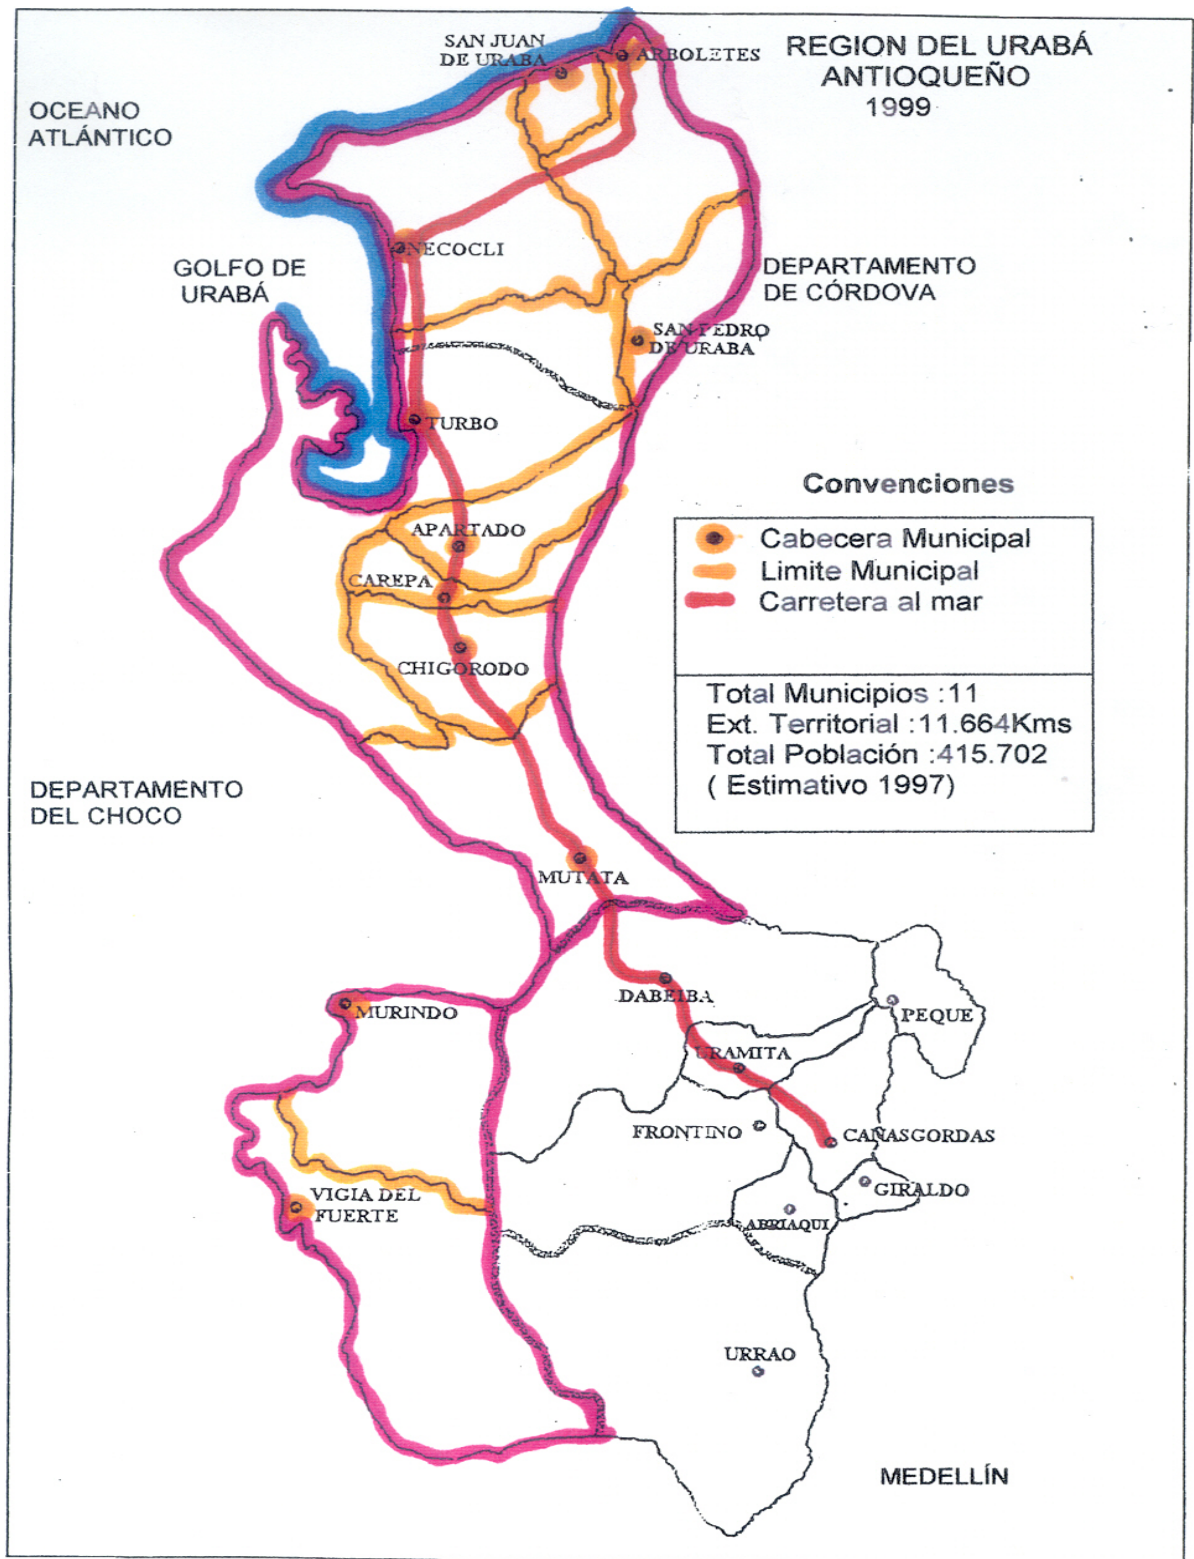 REGION DEL URABÁ
ANTIOQUEÑO
1999
SAN JUAN
DE URABA
ARBOLETES
OCEANO
ATLÁNTICO
NECOCLI
GOLFO DE
URABÁ
DEPARTAMENTO
DE CÓRDOVA
SAN PEDRO
DE URABA
TURBO
APARTADO
CAREPA
CHIGORODO
Convenciones
Cabecera Municipal
Limite Municipal
Carretera al mar
Total Municipios :11
Ext. Territorial :11.664Kms
Total Población :415.702
( Estimativo 1997)
DEPARTAMENTO
DEL CHOCO
MUTATA
DABEIBA
MURINDO
PEQUE
URAMITA
FRONTINO
CAÑASGORDAS
GIRALDO
VIGIA DEL
FUERTE
ABRIAQUI
URRAO
MEDELLÍN